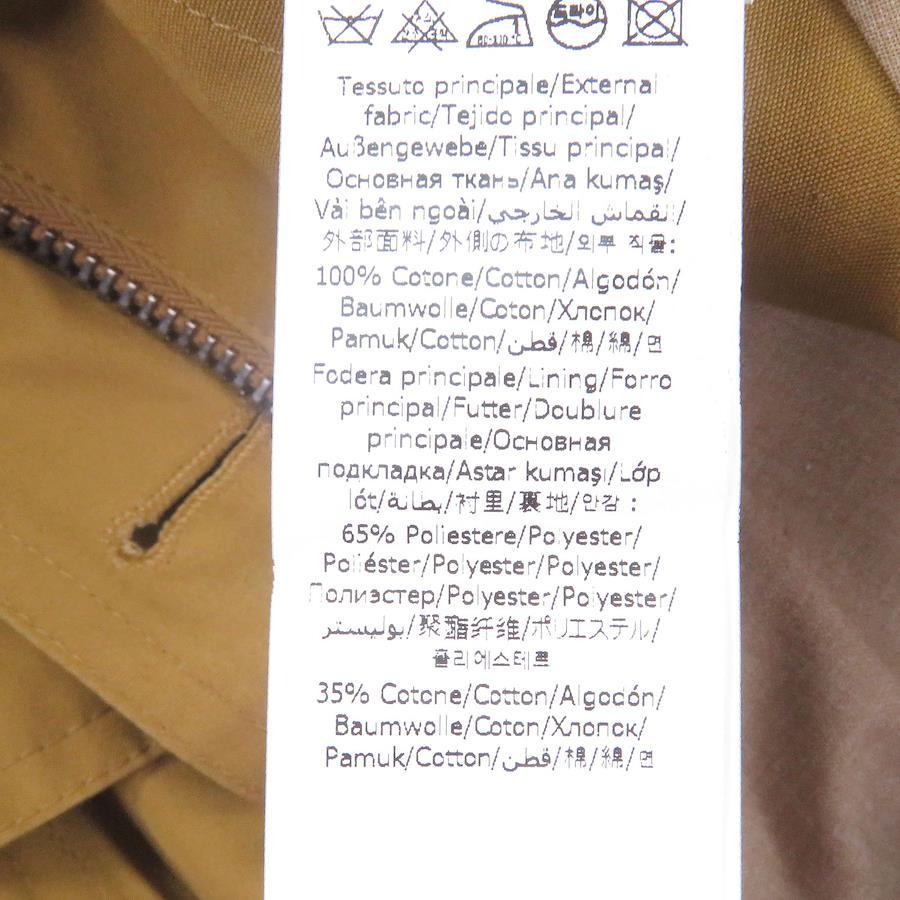 드라이
80-120 °C
Tessuto principale/External
fabric/Tejido principal/
Außengewebe/Tissu principal/
Основная ткань/Ana kumaş/
Vải bên ngoài/القماش الخارجي/
外部面料/外側の布地/외부 직물:
100% Cotone/Cotton/Algodón/
Baumwolle/Coton/Хлопок/
Pamuk/Cotton/قطن/棉/綿/면
Fodera principale/Lining/Forro
principal/Futter/Doublure
principale/Основная
подкладка/Astar kumaşı/Lớp
lót/بطانة/衬里/裏地/안감 :
65% Poliestere/Polyester/
Poliéster/Polyester/Polyester/
Полиэстер/Polyester/Polyester/
بوليستر/聚酯纤维/ポリエステル/
폴리에스테르
35% Cotone/Cotton/Algodón/
Baumwolle/Coton/Хлопок/
Pamuk/Cotton/قطن/棉/綿/면